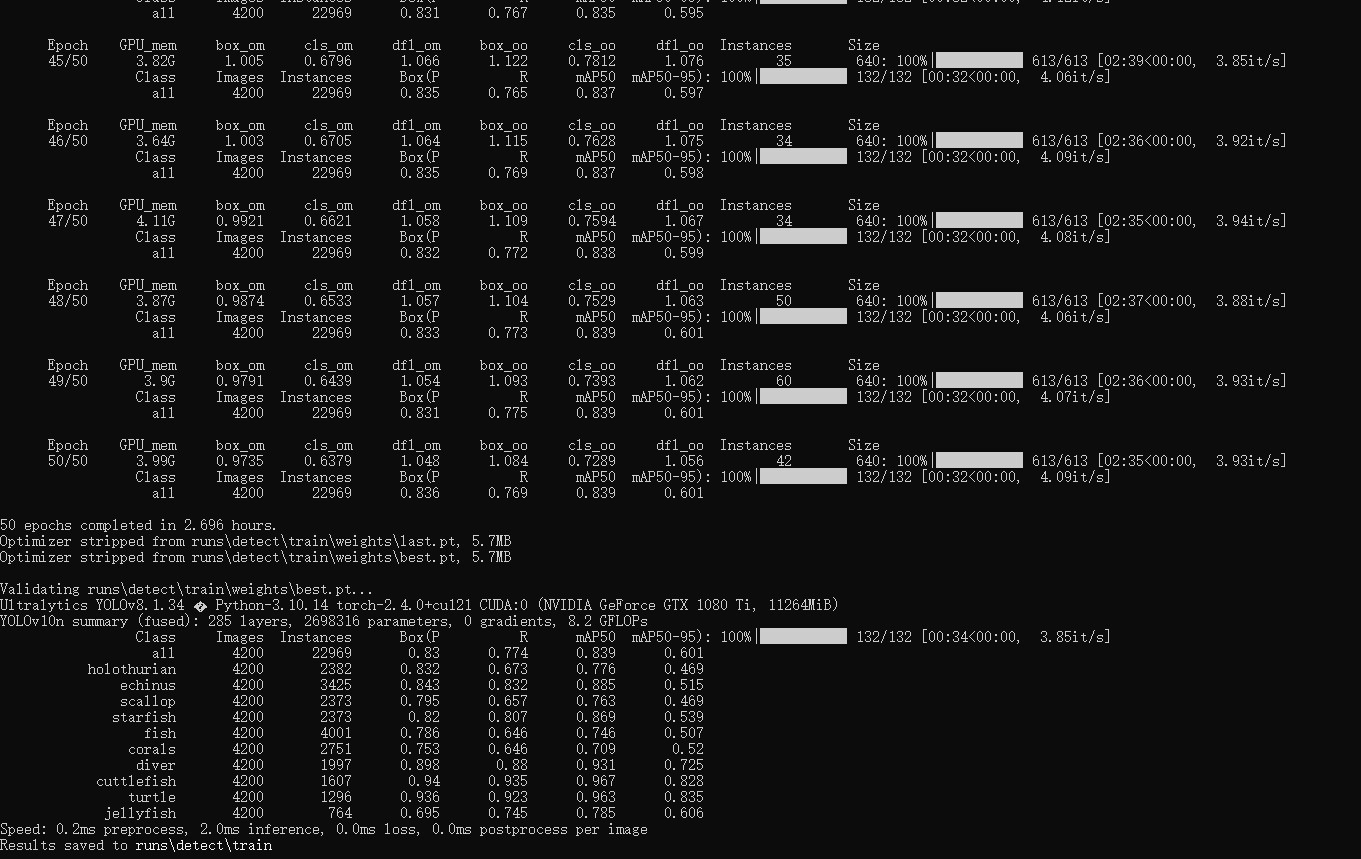 all 4200 22969 0.831 0.767 0.835 0.595
Epoch GPU_mem box_om cls_om dfl_om box_oo cls_oo dfl_oo Instances Size
45/50 3.82G 1.005 0.6796 1.066 1.122 0.7812 1.076 35 640: 100%| 613/613 [02:39<00:00, 3.85it/s]
Class Images Instances Box(P R mAP50 mAP50-95): 100%| 132/132 [00:32<00:00, 4.06it/s]
all 4200 22969 0.835 0.765 0.837 0.597
Epoch GPU_mem box_om cls_om dfl_om box_oo cls_oo dfl_oo Instances Size
46/50 3.64G 1.003 0.6705 1.064 1.115 0.7628 1.075 34 640: 100%| 613/613 [02:36<00:00, 3.92it/s]
Class Images Instances Box(P R mAP50 mAP50-95): 100%| 132/132 [00:32<00:00, 4.09it/s]
all 4200 22969 0.835 0.769 0.837 0.598
Epoch GPU_mem box_om cls_om dfl_om box_oo cls_oo dfl_oo Instances Size
47/50 4.11G 0.9921 0.6621 1.058 1.109 0.7594 1.067 34 640: 100%| 613/613 [02:35<00:00, 3.94it/s]
Class Images Instances Box(P R mAP50 mAP50-95): 100%| 132/132 [00:32<00:00, 4.08it/s]
all 4200 22969 0.832 0.772 0.838 0.599
Epoch GPU_mem box_om cls_om dfl_om box_oo cls_oo dfl_oo Instances Size
48/50 3.87G 0.9874 0.6533 1.057 1.104 0.7529 1.063 50 640: 100%| 613/613 [02:37<00:00, 3.88it/s]
Class Images Instances Box(P R mAP50 mAP50-95): 100%| 132/132 [00:32<00:00, 4.06it/s]
all 4200 22969 0.833 0.773 0.839 0.601
Epoch GPU_mem box_om cls_om dfl_om box_oo cls_oo dfl_oo Instances Size
49/50 3.9G 0.9791 0.6439 1.054 1.093 0.7393 1.062 60 640: 100%| 613/613 [02:36<00:00, 3.93it/s]
Class Images Instances Box(P R mAP50 mAP50-95): 100%| 132/132 [00:32<00:00, 4.07it/s]
all 4200 22969 0.831 0.775 0.839 0.601
Epoch GPU_mem box_om cls_om dfl_om box_oo cls_oo dfl_oo Instances Size
50/50 3.99G 0.9735 0.6379 1.048 1.084 0.7289 1.056 42 640: 100%| 613/613 [02:35<00:00, 3.93it/s]
Class Images Instances Box(P R mAP50 mAP50-95): 100%| 132/132 [00:32<00:00, 4.09it/s]
all 4200 22969 0.836 0.769 0.839 0.601
50 epochs completed in 2.696 hours.
Optimizer stripped from runs\detect\train\weights\last.pt, 5.7MB
Optimizer stripped from runs\detect\train\weights\best.pt, 5.7MB
Validating runs\detect\train\weights\best.pt...
Ultralytics YOLOv8.1.34 � Python-3.10.14 torch-2.4.0+cu121 CUDA:0 (NVIDIA GeForce GTX 1080 Ti, 11264MiB)
YOLOv10n summary (fused): 285 layers, 2698316 parameters, 0 gradients, 8.2 GFLOPs
Class Images Instances Box(P R mAP50 mAP50-95): 100%| 132/132 [00:34<00:00, 3.85it/s]
all 4200 22969 0.83 0.774 0.839 0.601
holothurian 4200 2382 0.832 0.673 0.776 0.469
echinus 4200 3425 0.843 0.832 0.885 0.515
scallop 4200 2373 0.795 0.657 0.763 0.469
starfish 4200 2373 0.82 0.807 0.869 0.539
fish 4200 4001 0.786 0.646 0.746 0.507
corals 4200 2751 0.753 0.646 0.709 0.52
diver 4200 1997 0.898 0.88 0.931 0.725
cuttlefish 4200 1607 0.94 0.935 0.967 0.828
turtle 4200 1296 0.936 0.923 0.963 0.835
jellyfish 4200 764 0.695 0.745 0.785 0.606
Speed: 0.2ms preprocess, 2.0ms inference, 0.0ms loss, 0.0ms postprocess per image
Results saved to runs\detect\train